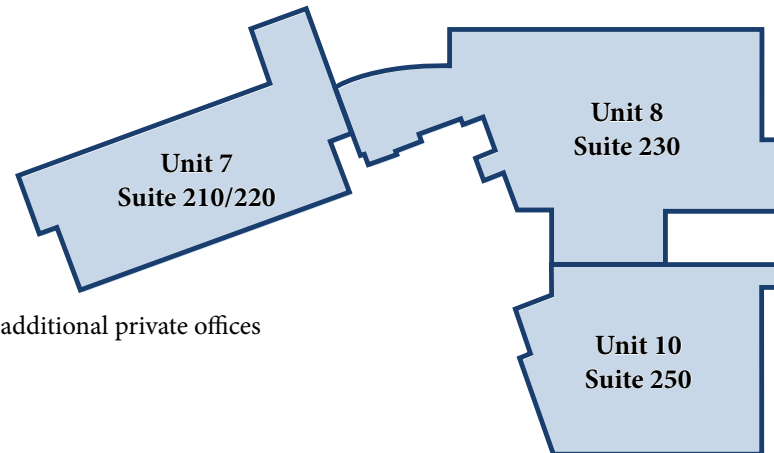 Unit 8
Suite 230
Unit 7
Suite 210/220
additional private offices
Unit 10
Suite 250